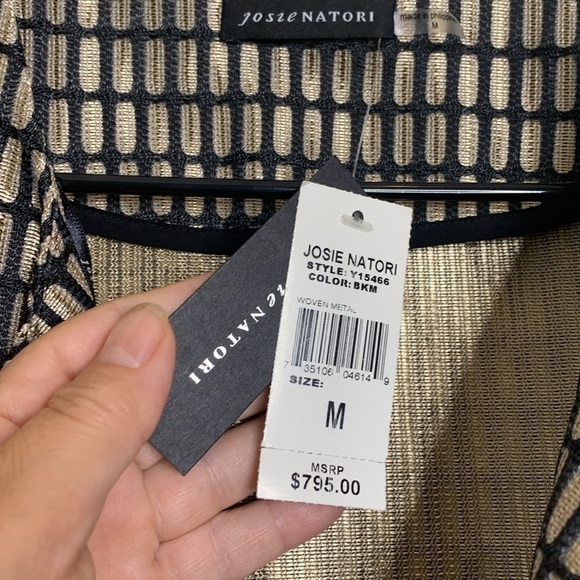 josie NATORI
made in philippines
M
JOSIE NATORI
STYLE: Y15466
COLOR: BKM
WOVEN METAL
7 35106 04614 9
SIZE:
M
MSRP
$795.00
NATORI